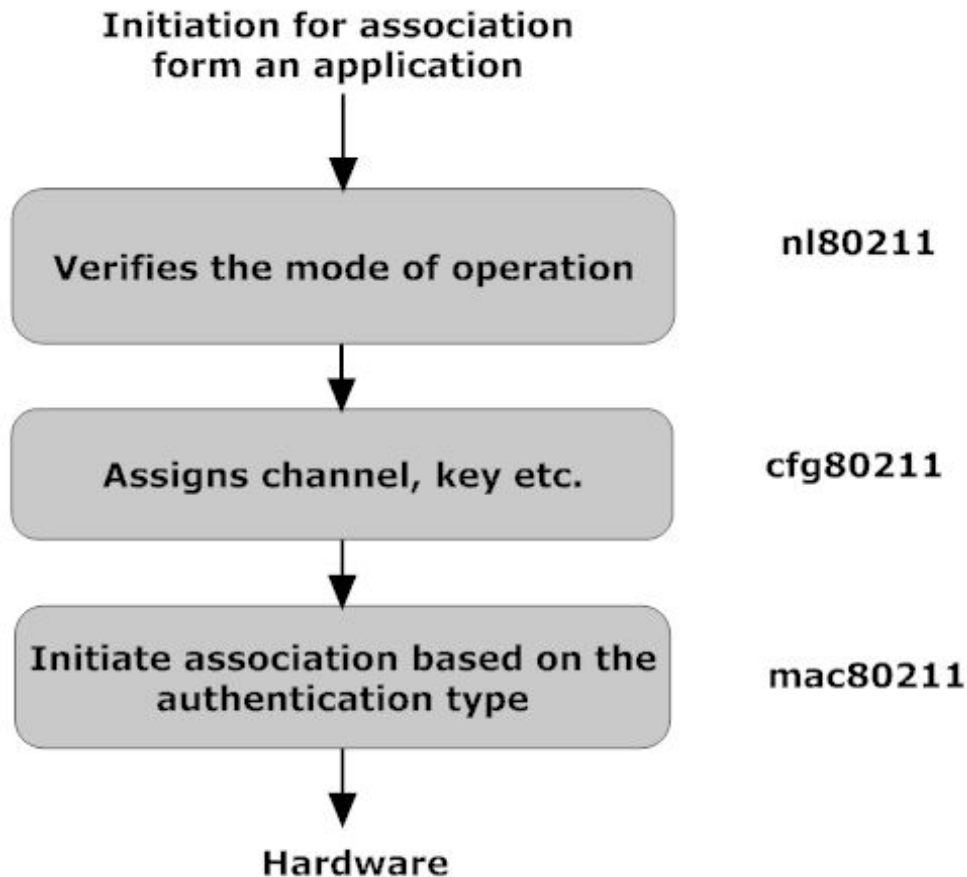 Initiation for association
form an application
Verifies the mode of operation
nl80211
Assigns channel, key etc.
cfg80211
Initiate association based on the
authentication type
mac80211
Hardware